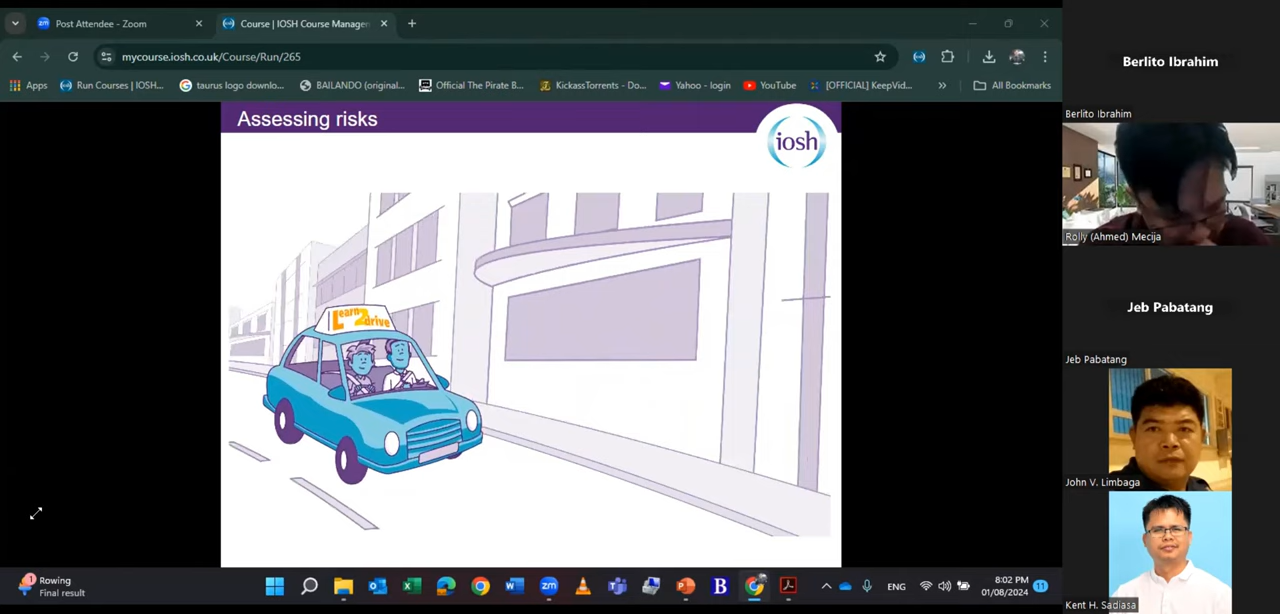 Post Attendee - Zoom
Course | IOSH Course Managem
mycourse.iosh.co.uk/Course/Run/265
Apps
Run Courses | IOSH...
taurus logo downlo...
BAILANDO (original...
Official The Pirate B...
KickassTorrents - Do...
Yahoo - login
YouTube
[OFFICIAL] KeepVid...
»
All Bookmarks
Assessing risks
iosh
Learn2drive
Berlito Ibrahim
Berlito Ibrahim
Rolly (Ahmed) Mecija
Jeb Pabatang
Jeb Pabatang
John V. Limbaga
Kent H. Sadiasa
1
Rowing
Final result
ENG
8:02 PM
01/08/2024
11